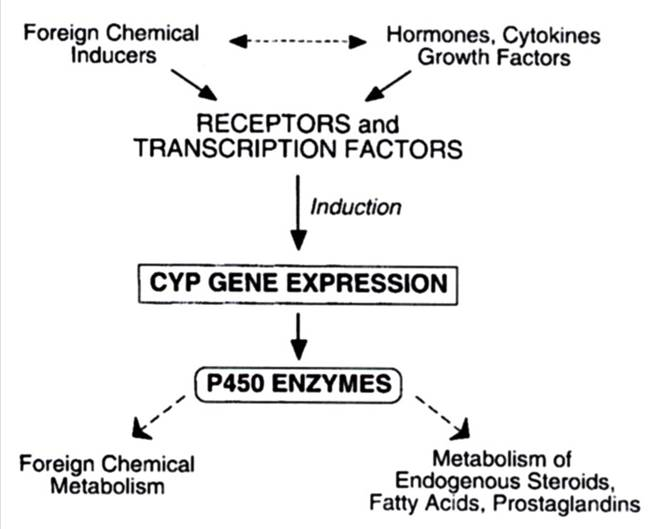 Foreign Chemical
Inducers
Hormones, Cytokines
Growth Factors
RECEPTORS and
TRANSCRIPTION FACTORS
Induction
CYP GENE EXPRESSION
P450 ENZYMES
Foreign Chemical
Metabolism
Metabolism of
Endogenous Steroids,
Fatty Acids, Prostaglandins